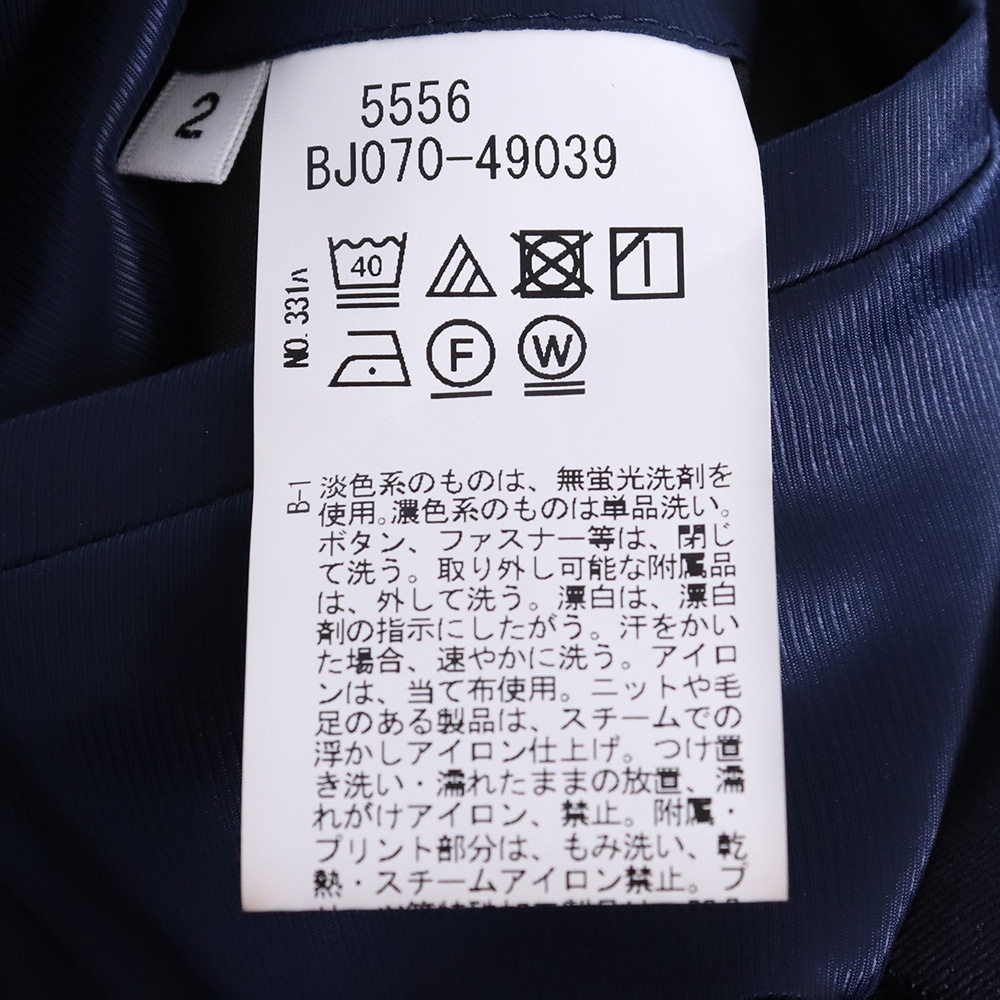 2
5556
BJ070-49039
NO.331A
40
F
W
B-1
淡色系のものは、無蛍光洗剤を
使用。濃色系のものは単品洗い。
ボタン、ファスナー等は、閉じ
て洗う。取り外し可能な附属品
は、外して洗う。漂白は、漂白
剤の指示にしたがう。汗をかい
た場合、速やかに洗う。アイロ
ンは、当て布使用。ニットや毛
足のある製品は、スチームでの
浮かしアイロン仕上げ。つけ置
き洗い・濡れたままの放置、濡
れがけアイロン、禁止。附属・
プリント部分は、もみ洗い、乾
熱・スチームアイロン禁止。プ